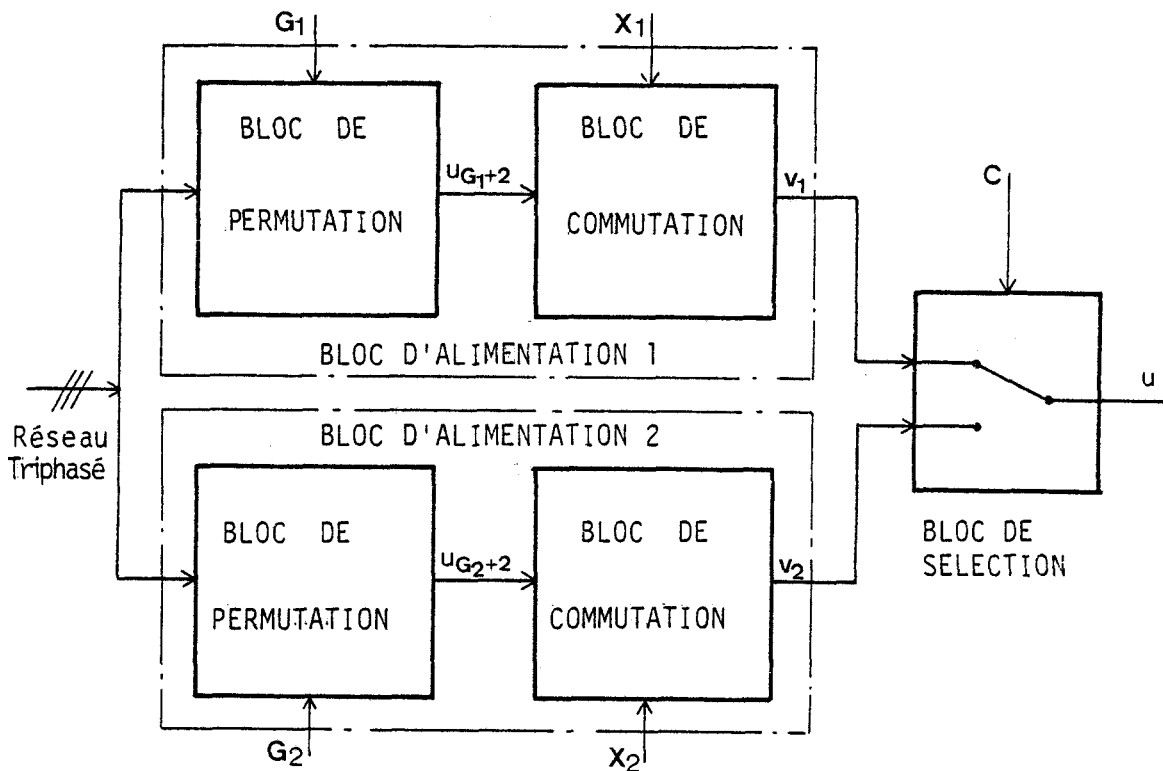 G1
X1
BLOC DE
PERMUTATION
uG1+2
BLOC DE
COMMUTATION
v1
C
BLOC D'ALIMENTATION 1
Réseau
Triphasé
u
BLOC D'ALIMENTATION 2
BLOC DE
PERMUTATION
uG2+2
BLOC DE
COMMUTATION
v2
BLOC DE
SELECTION
G2
X2